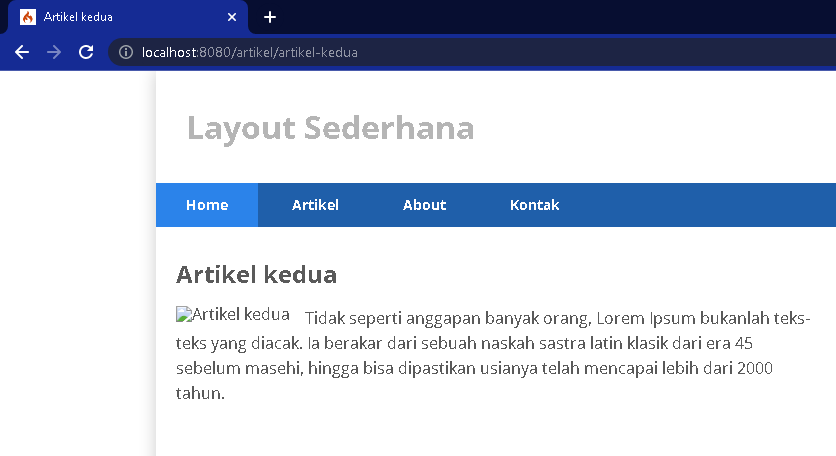 Artikel kedua
localhost:8080/artikel/artikel-kedua
Layout Sederhana
Home Artikel About Kontak
Artikel kedua
Artikel kedua Tidak seperti anggapan banyak orang, Lorem Ipsum bukanlah teks-
teks yang diacak. Ia berakar dari sebuah naskah sastra latin klasik dari era 45
sebelum masehi, hingga bisa dipastikan usianya telah mencapai lebih dari 2000
tahun.